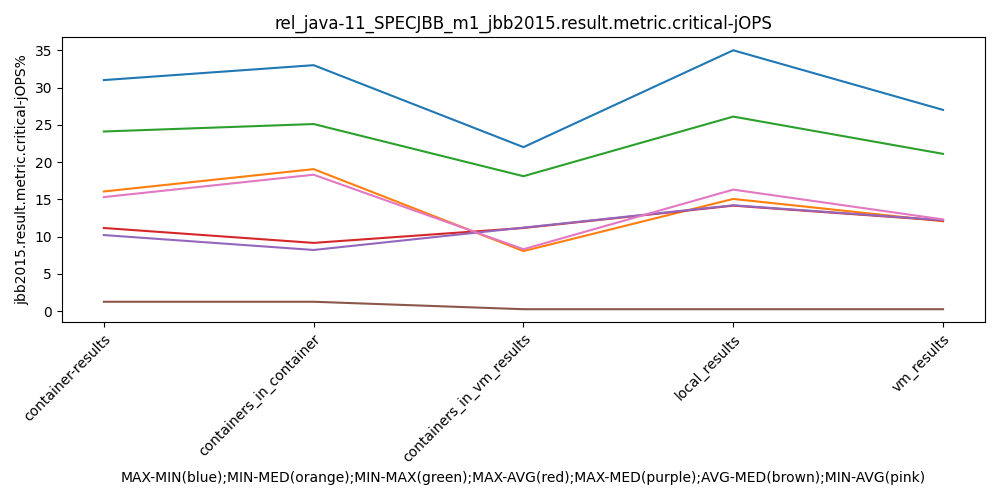 rel_java-11_SPECJBB_m1_jbb2015.result.metric.critical-jOPS
jbb2015.result.metric.critical-jOPS%
35
30
25
20
15
10
5
0
container-results
containers_in_container
containers_in_vm_results
local_results
vm_results
MAX-MIN(blue);MIN-MED(orange);MIN-MAX(green);MAX-AVG(red);MAX-MED(purple);AVG-MED(brown);MIN-AVG(pink)